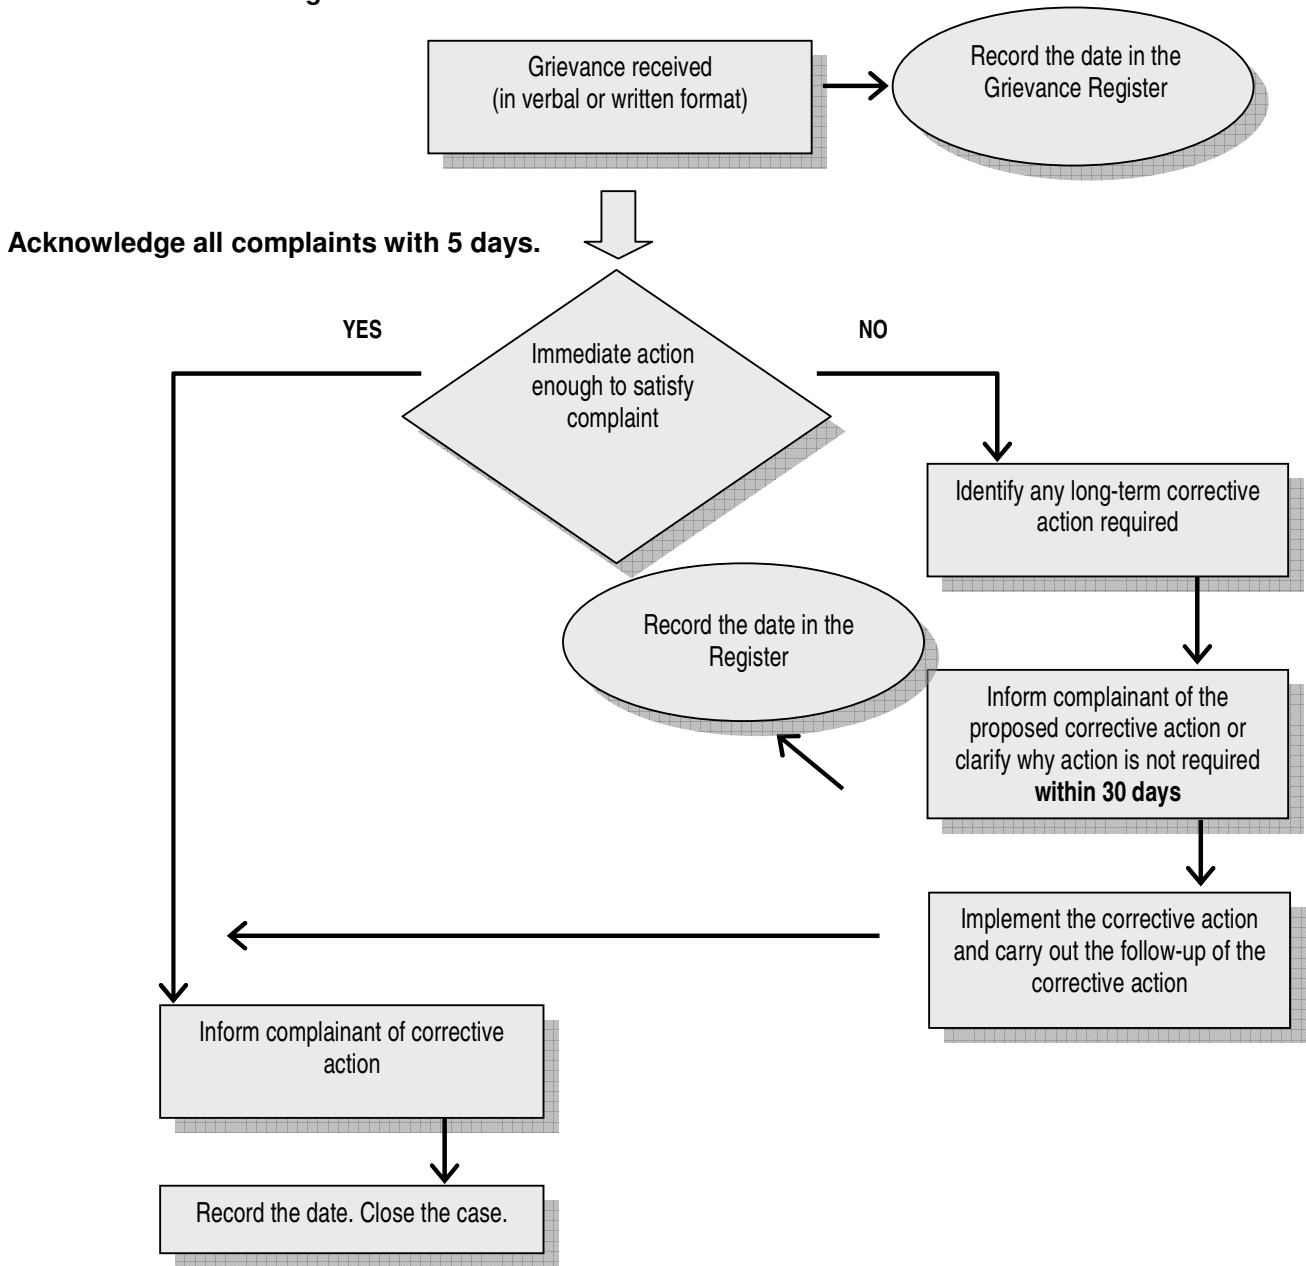 Grievance received
(in verbal or written format)
Record the date in the
Grievance Register
Acknowledge all complaints with 5 days.
YES
NO
Immediate action
enough to satisfy
complaint
Identify any long-term corrective
action required
Record the date in the
Register
Inform complainant of the
proposed corrective action or
clarify why action is not required
within 30 days
Implement the corrective action
and carry out the follow-up of the
corrective action
Inform complainant of corrective
action
Record the date. Close the case.